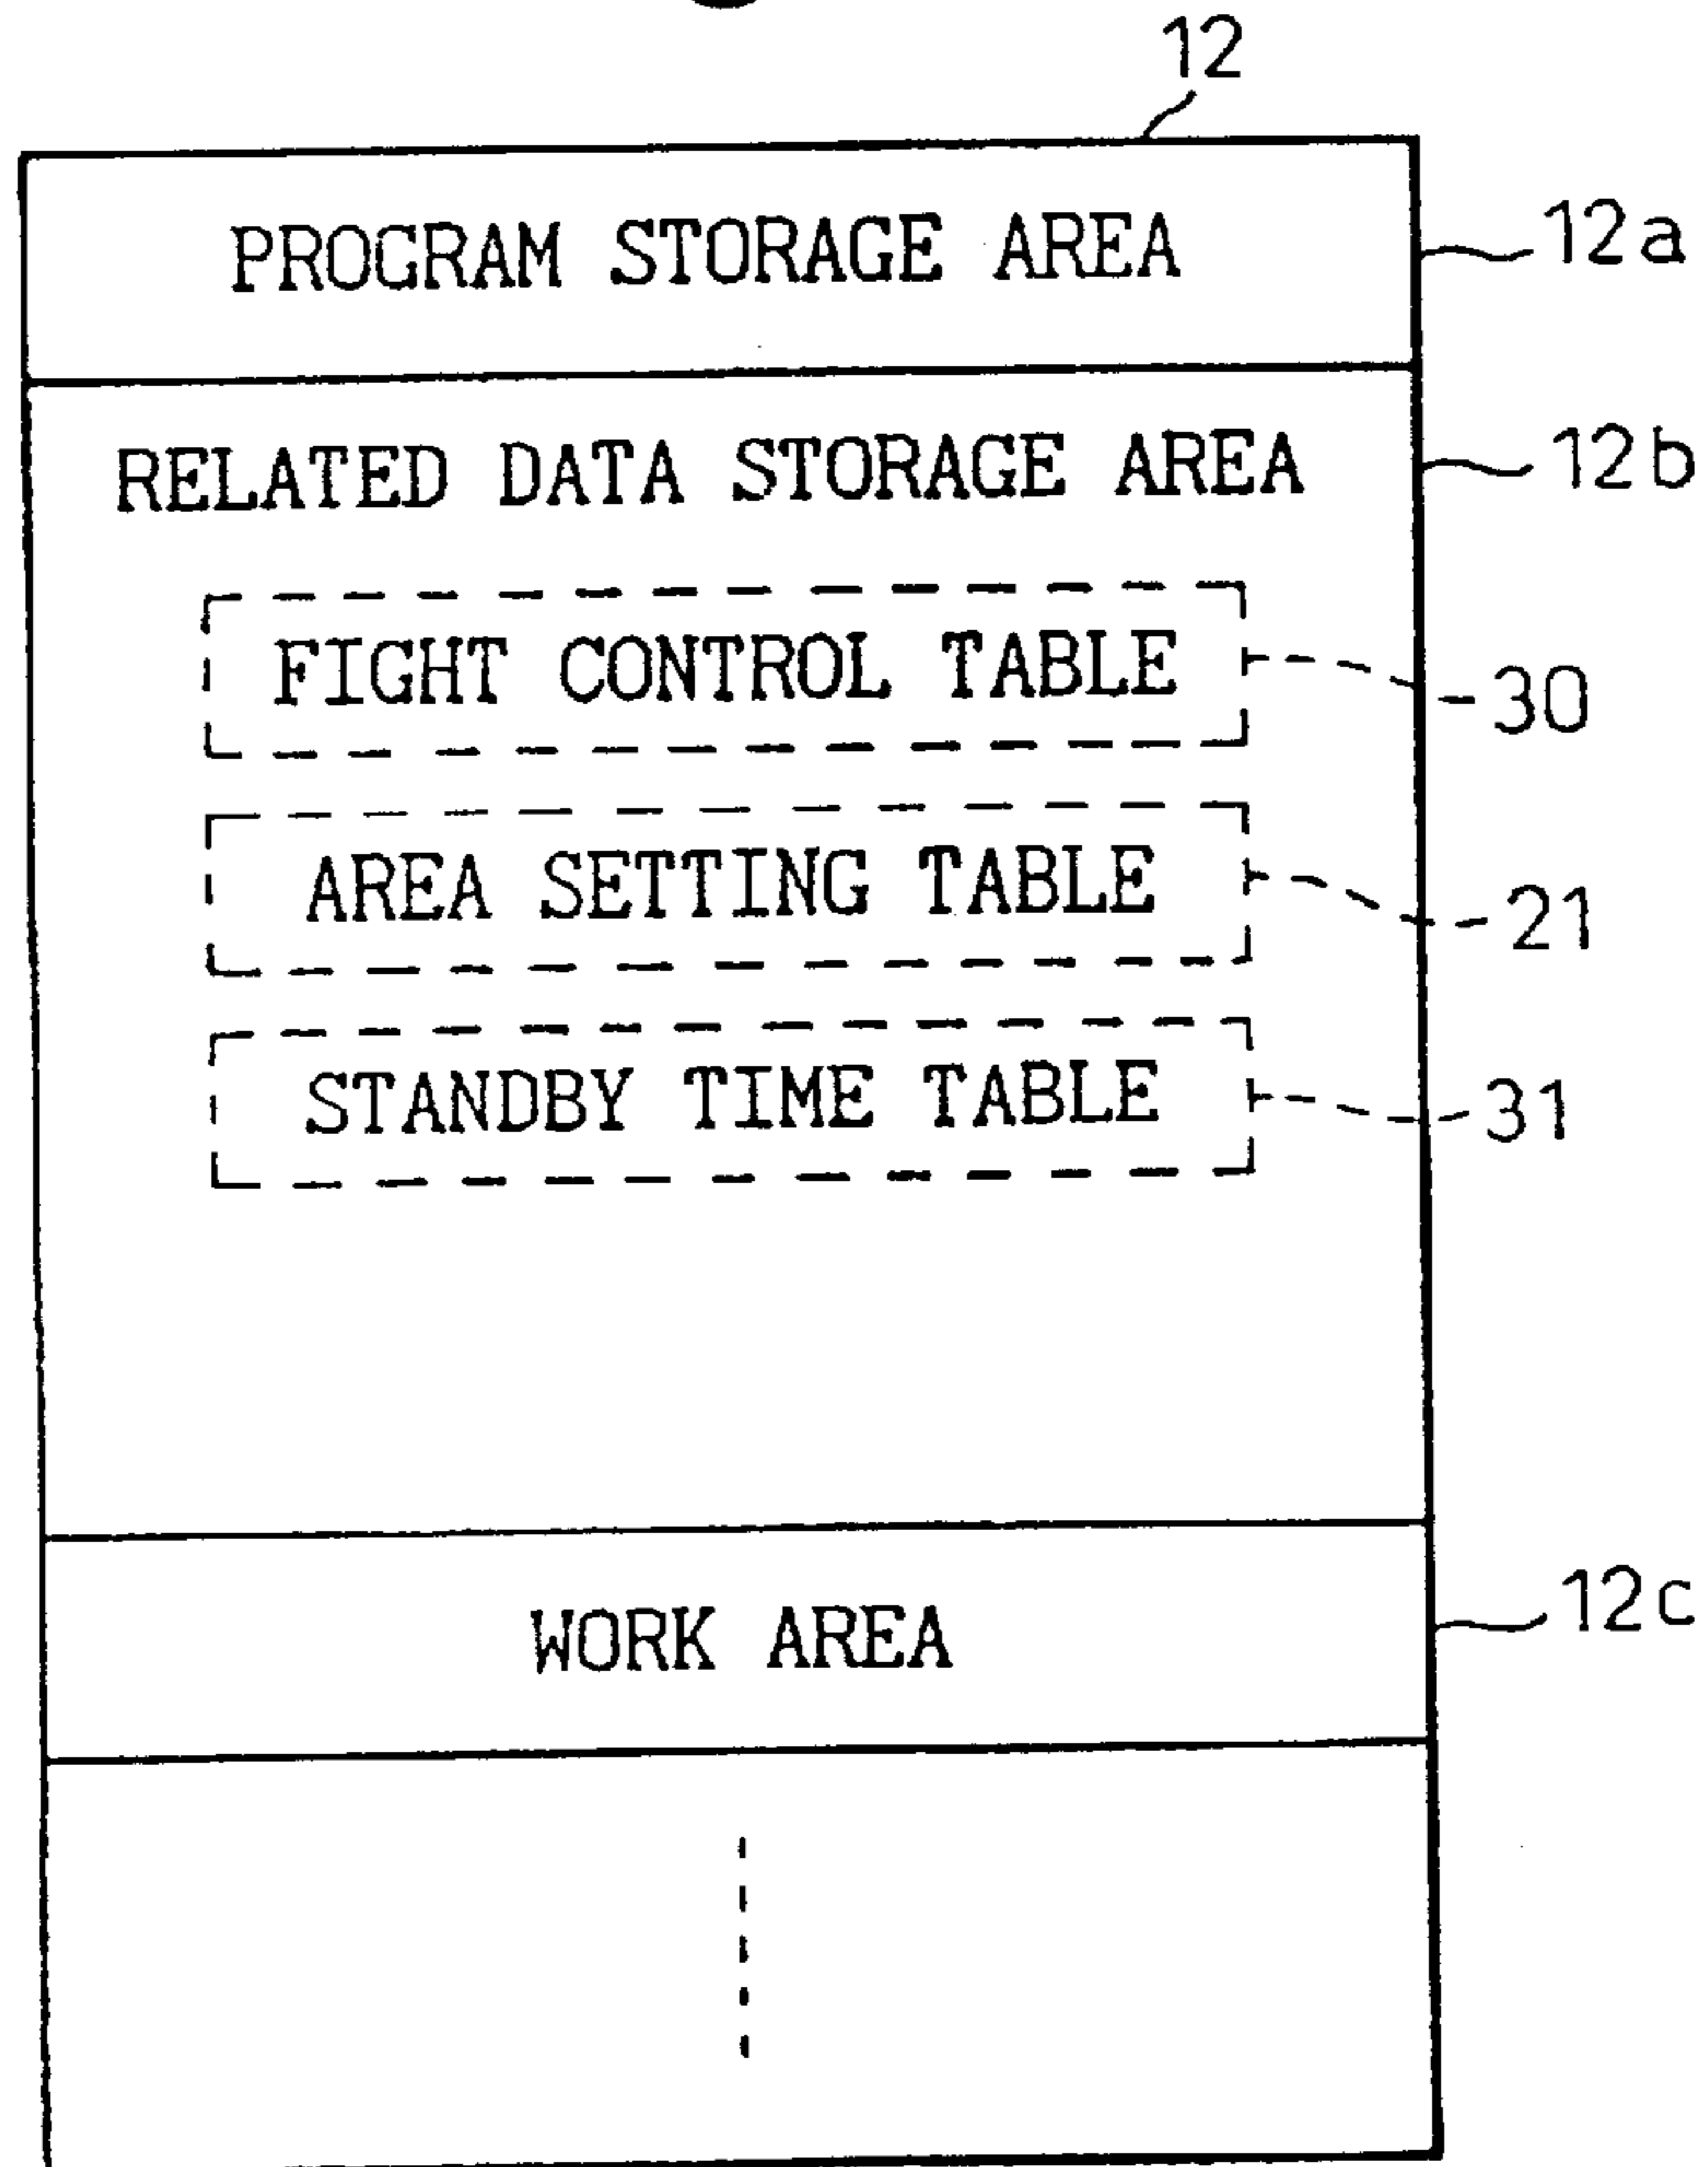 12
PROGRAM STORAGE AREA 12a
RELATED DATA STORAGE AREA 12b
FIGHT CONTROL TABLE 30
AREA SETTING TABLE 21
STANDBY TIME TABLE 31
WORK AREA 12c